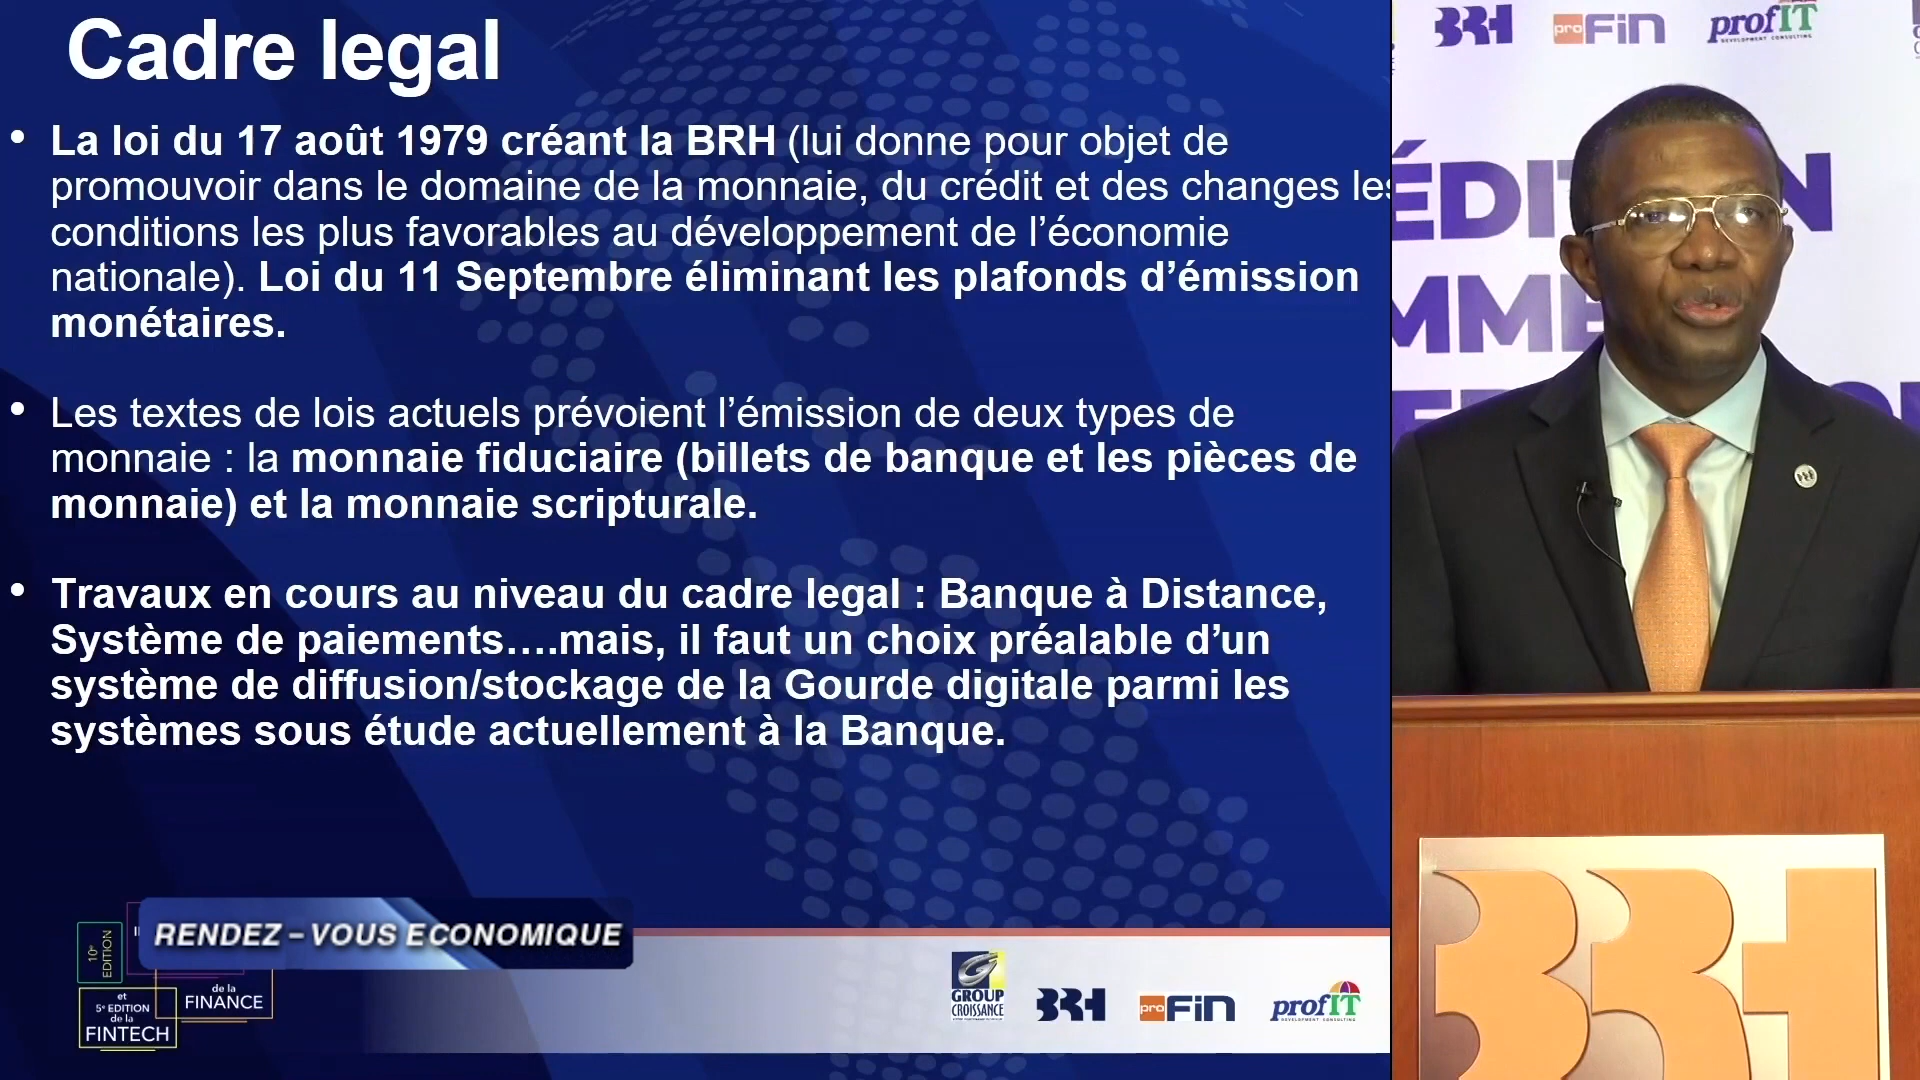 Cadre legal
• La loi du 17 août 1979 créant la BRH (lui donne pour objet de
promouvoir dans le domaine de la monnaie, du crédit et des changes les
conditions les plus favorables au développement de l’économie
nationale). Loi du 11 Septembre éliminant les plafonds d’émission
monétaires.
• Les textes de lois actuels prévoient l’émission de deux types de
monnaie : la monnaie fiduciaire (billets de banque et les pièces de
monnaie) et la monnaie scripturale.
• Travaux en cours au niveau du cadre legal : Banque à Distance,
Système de paiements….mais, il faut un choix préalable d’un
système de diffusion/stockage de la Gourde digitale parmi les
systèmes sous étude actuellement à la Banque.
RENDEZ – VOUS ECONOMIQUE
10e
EDITION
de la
FINANCE
et
5e EDITION
de la
FINTECH
GROUP
CROISSANCE
BRH
proFin
profIT
DEVELOPMENT CONSULTING
BRH
proFin
profIT
DEVELOPMENT CONSULTING
BRH